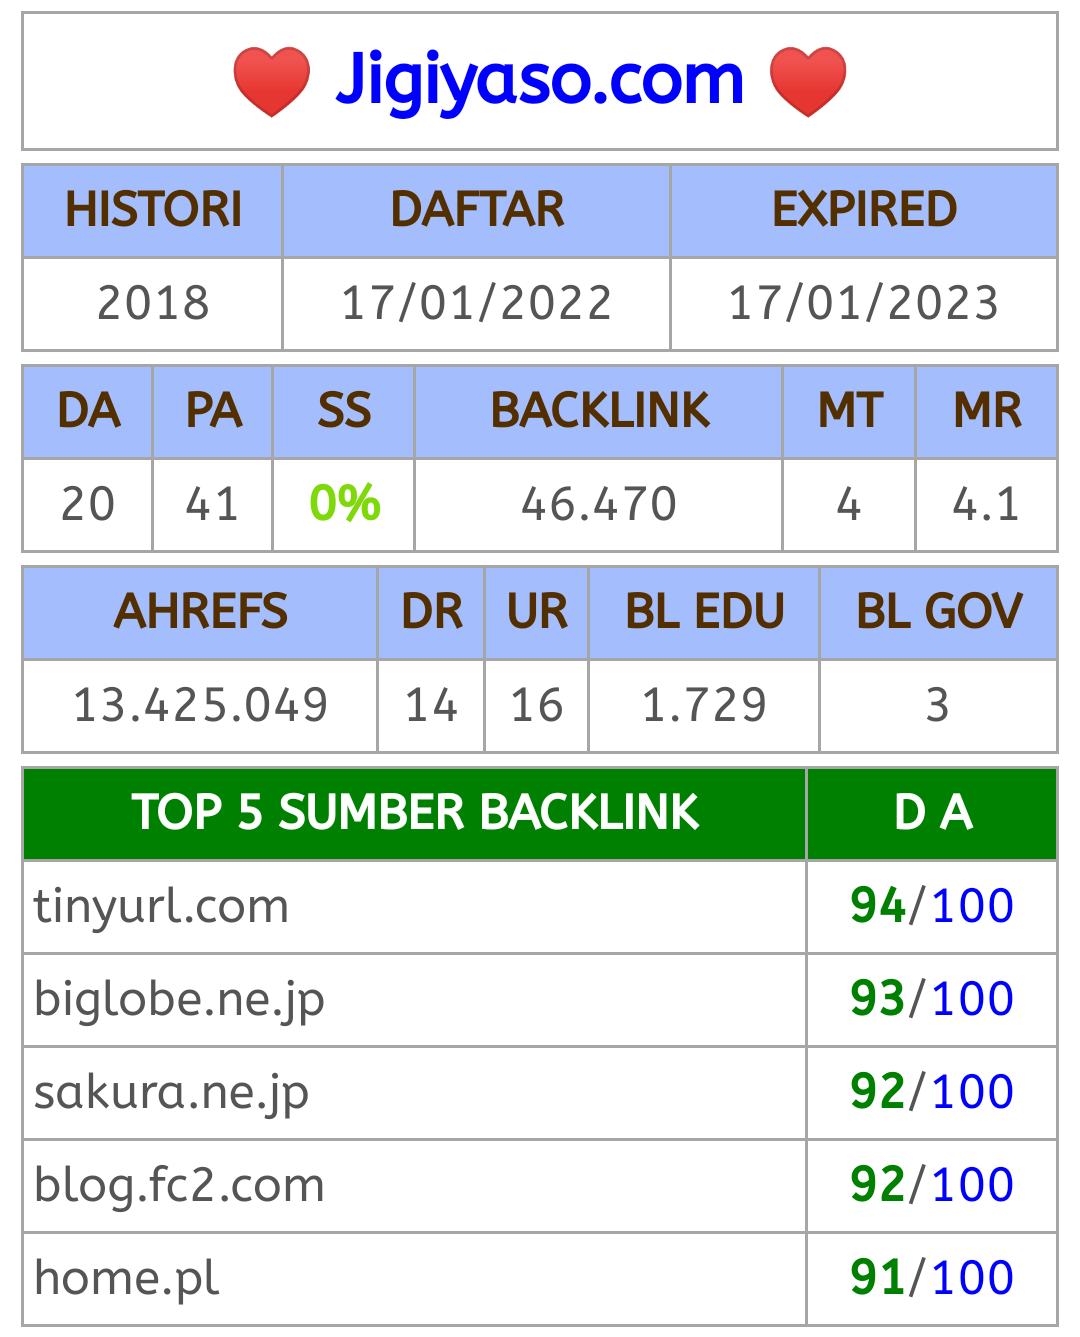 Jigiyaso.com
HISTORI DAFTAR EXPIRED
2018 17/01/2022 17/01/2023
DA PA SS BACKLINK MT MR
20 41 0% 46.470 4 4.1
AHREFS DR UR BL EDU BL GOV
13.425.049 14 16 1.729 3
TOP 5 SUMBER BACKLINK D A
tinyurl.com 94/100
biglobe.ne.jp 93/100
sakura.ne.jp 92/100
blog.fc2.com 92/100
home.pl 91/100